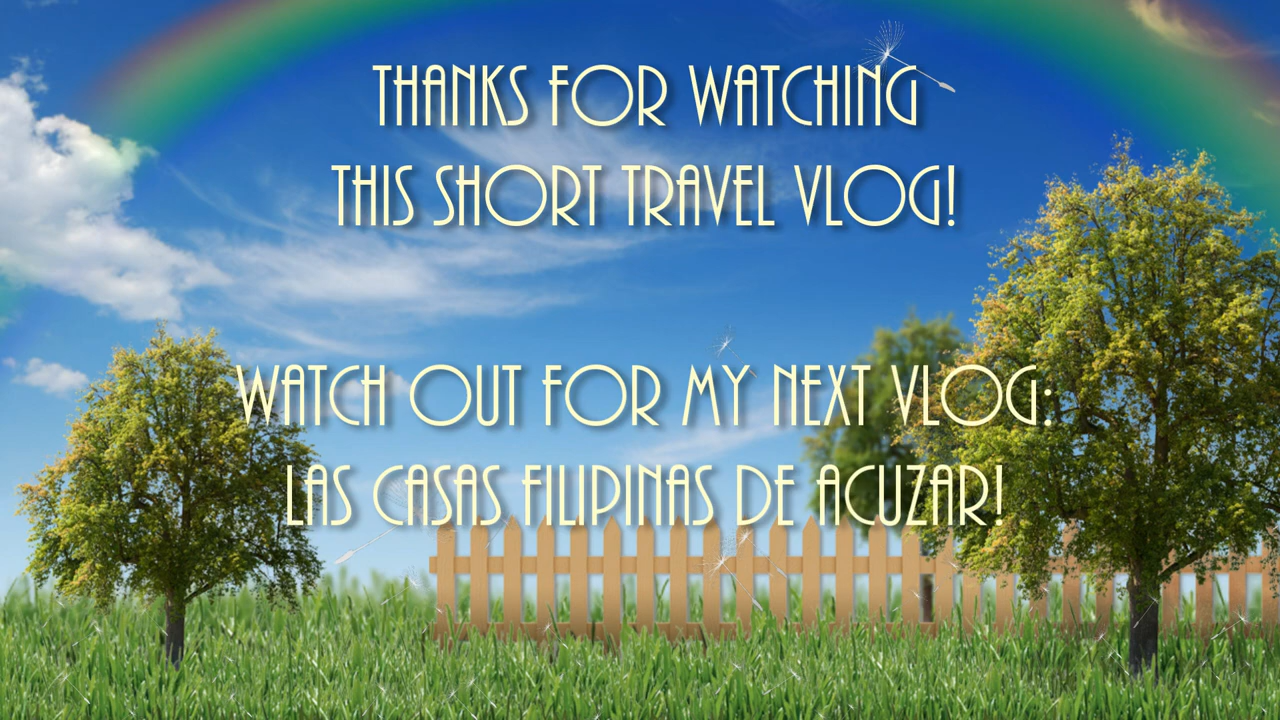 THANKS FOR WATCHING
THIS SHORT TRAVEL VLOG!
WATCH OUT FOR MY NEXT VLOG:
LAS CASAS FILIPINAS DE ACUZAR!